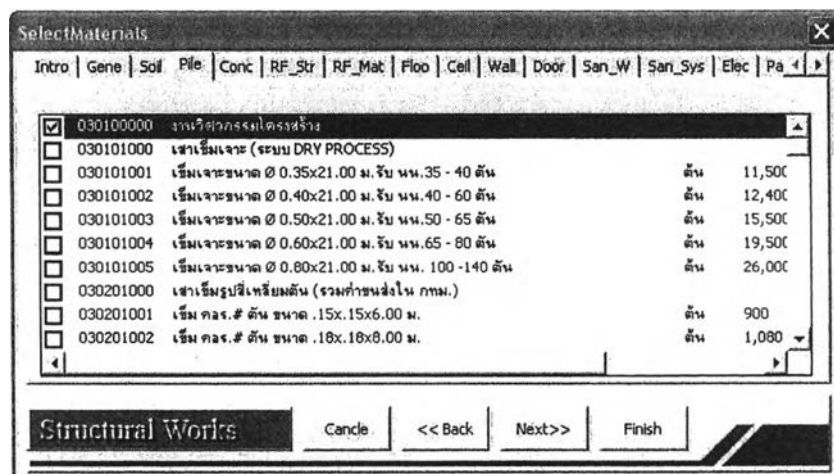 SelectMaterials
Intro Gene Soil Pile Conc RF_Str RF_Mat Floo Ceil Wall Door San_W San_Sys Elec Pa
030100000 งานวิศวกรรมโครงสร้าง
030101000 เสาเข็มเจาะ (ระบบ DRY PROCESS)
030101001 เข็มเจาะขนาด Ø 0.35x21.00 ม.รับ นน.35 - 40 ตัน ต้น 11,500
030101002 เข็มเจาะขนาด Ø 0.40x21.00 ม.รับ นน.40 - 60 ตัน ต้น 12,400
030101003 เข็มเจาะขนาด Ø 0.50x21.00 ม.รับ นน.50 - 65 ตัน ต้น 15,500
030101004 เข็มเจาะขนาด Ø 0.60x21.00 ม.รับ นน.65 - 80 ตัน ต้น 19,500
030101005 เข็มเจาะขนาด Ø 0.80x21.00 ม.รับ นน. 100 -140 ตัน ต้น 26,000
030201000 เสาเข็มรูปสี่เหลี่ยมตัน (รวมค่าขนส่งใน กทม.)
030201001 เข็ม คอร.# ตัน ขนาด .15x.15x6.00 ม. ต้น 900
030201002 เข็ม คอร.# ตัน ขนาด .18x.18x8.00 ม. ต้น 1,080
Structural Works Cancle << Back Next>> Finish